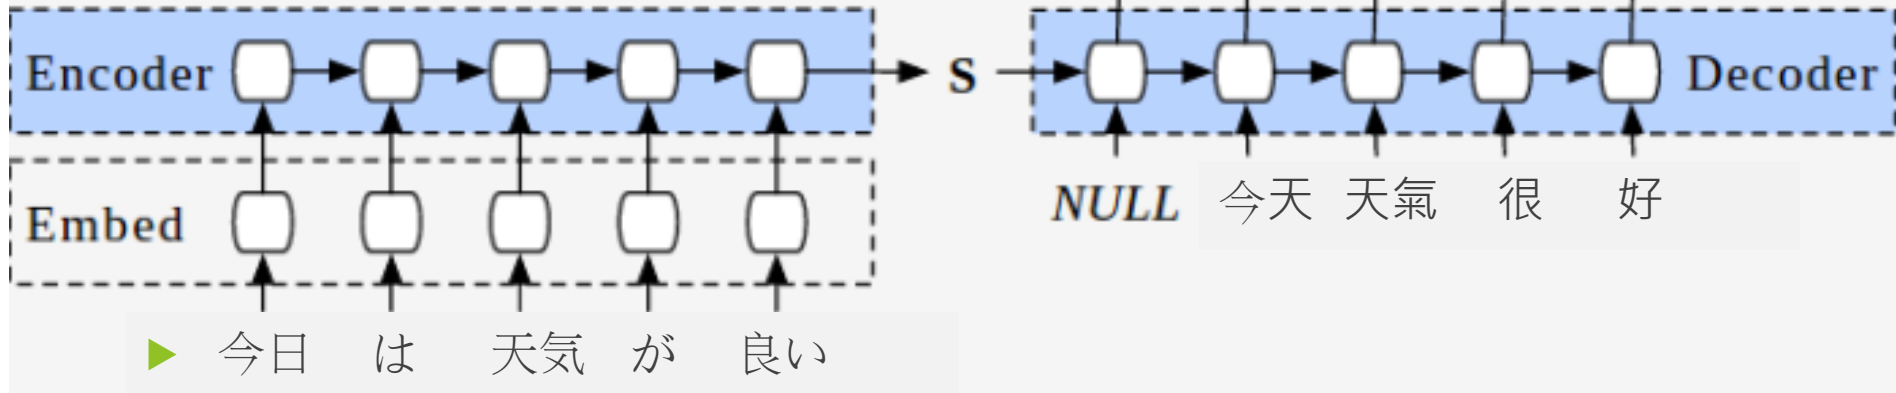 Encoder
S
Decoder
Embed
NULL 今天 天氣 很 好
今日 は 天気 が 良い